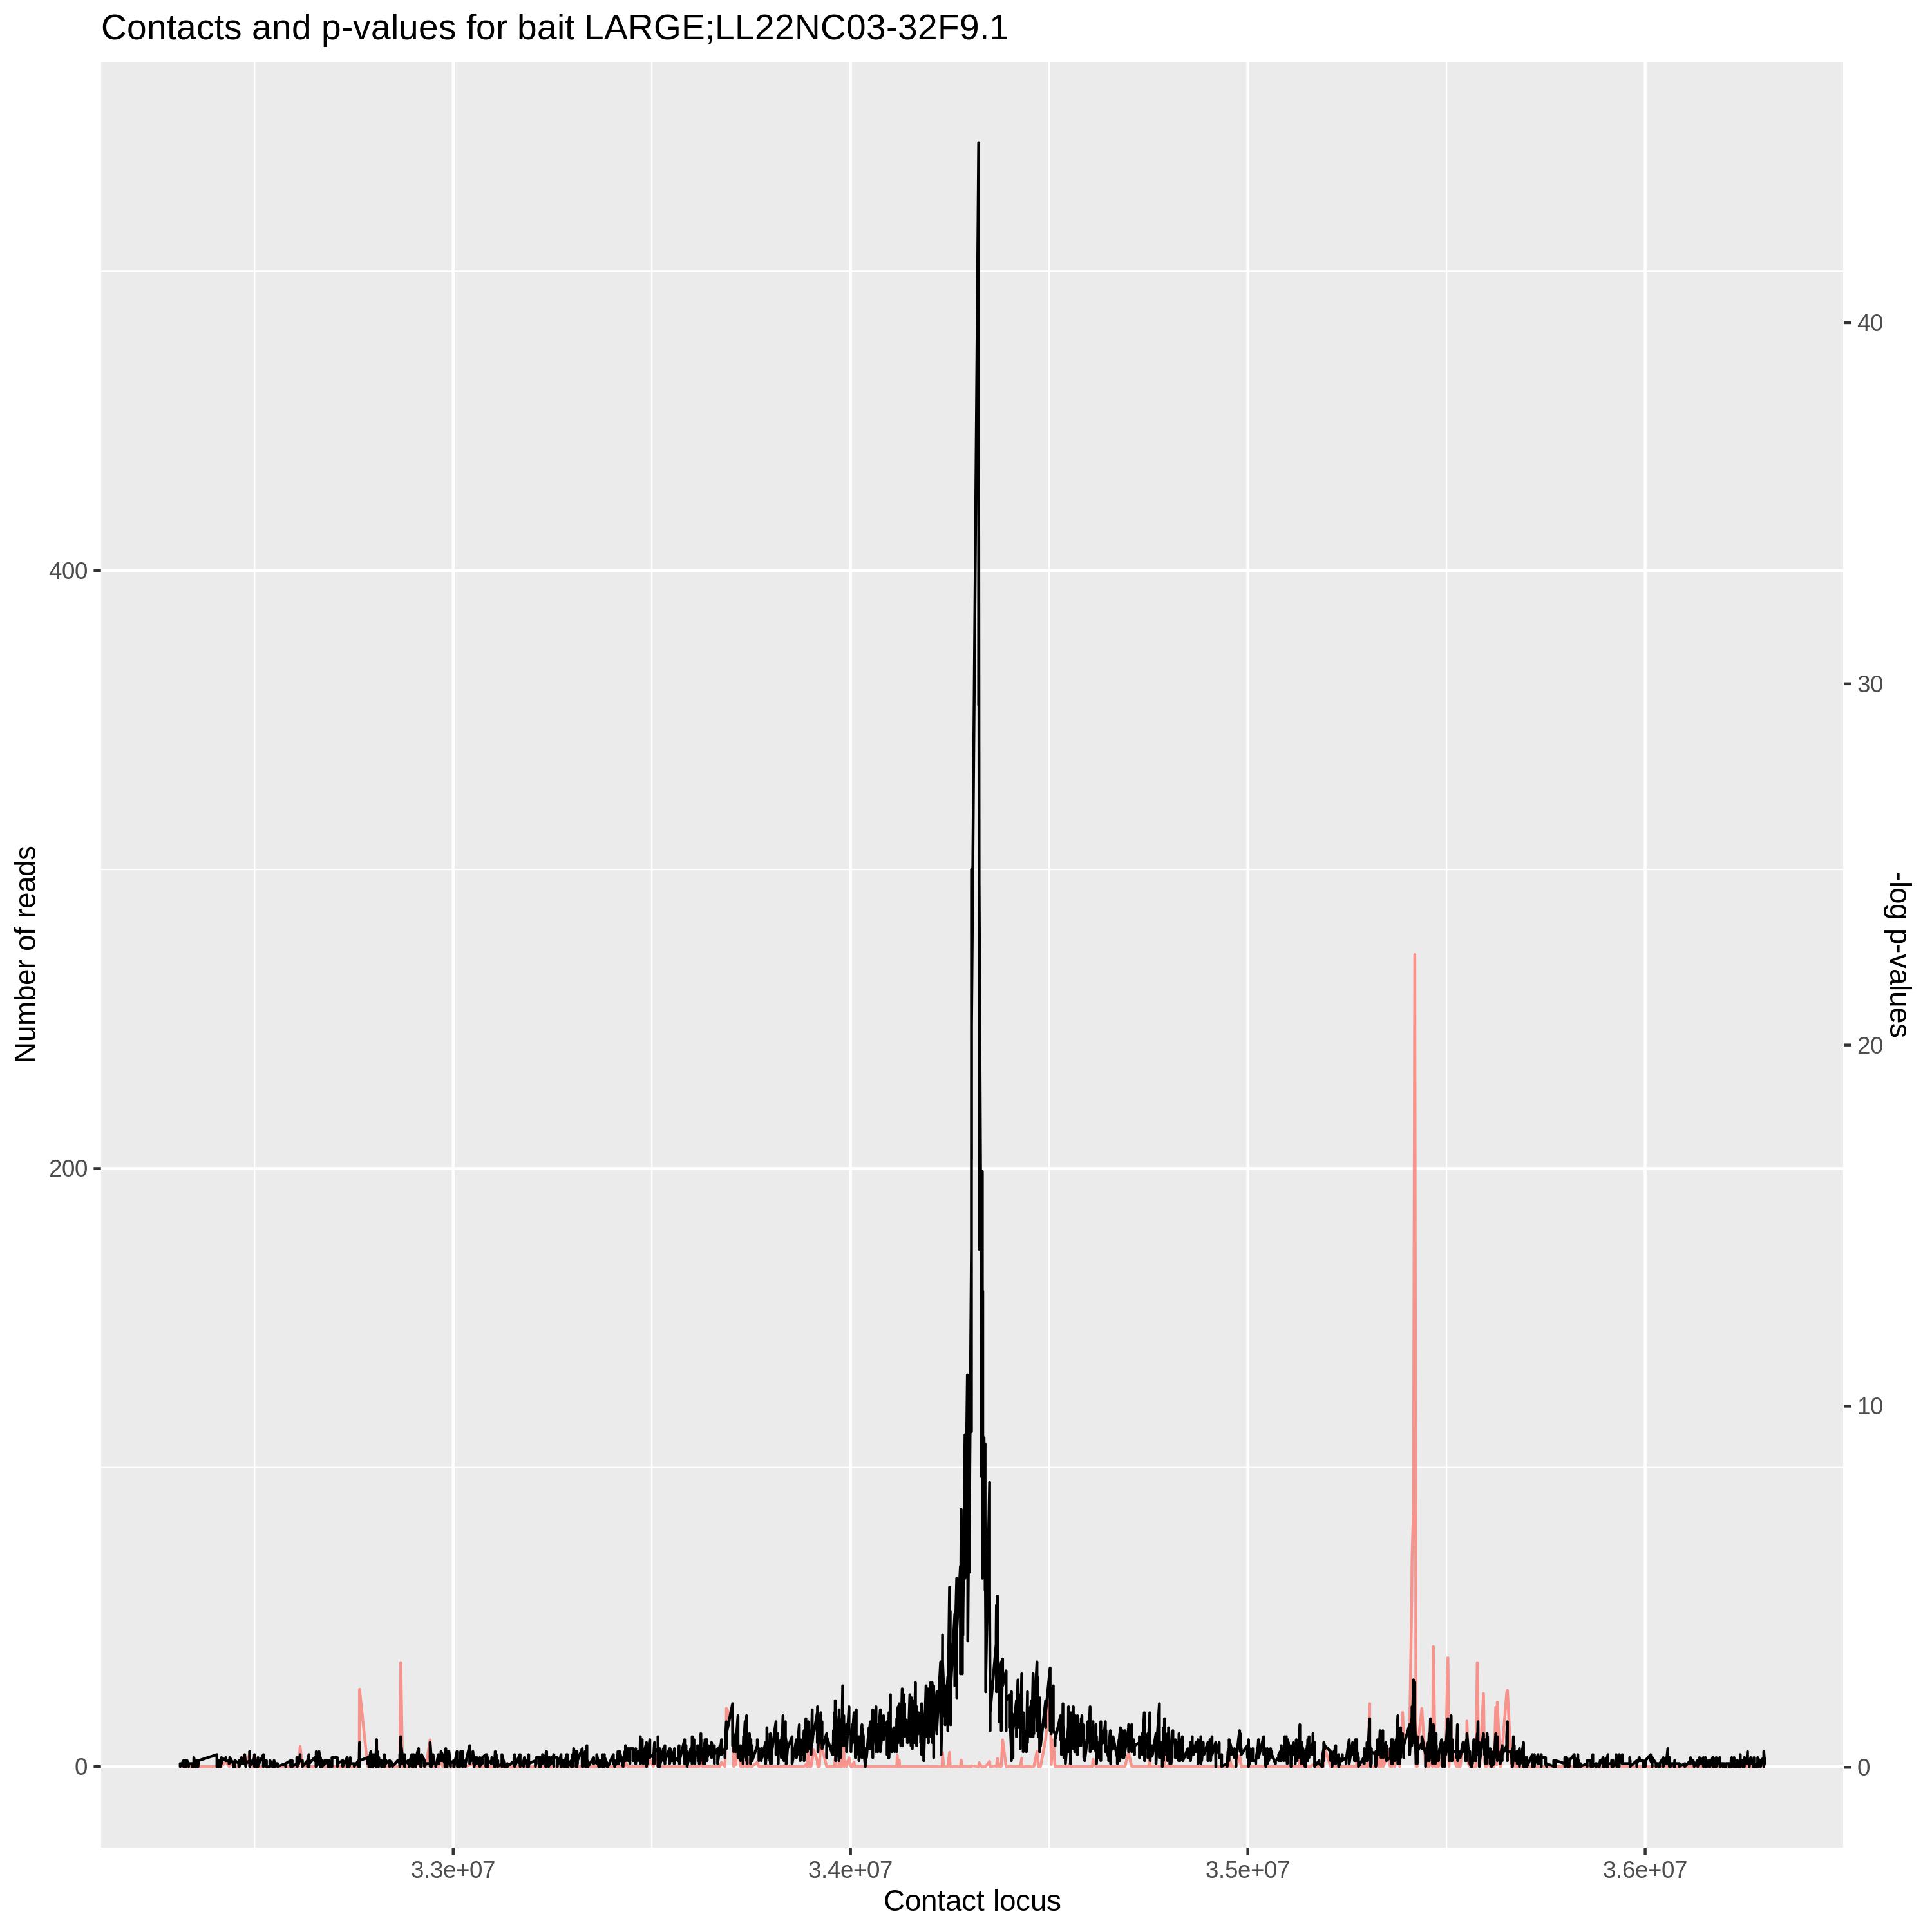 Contacts and p-values for bait LARGE;LL22NC03-32F9.1
Number of reads
400
200
0
-log p-values
40
30
20
10
0
3.3e+07 3.4e+07 3.5e+07 3.6e+07
Contact locus